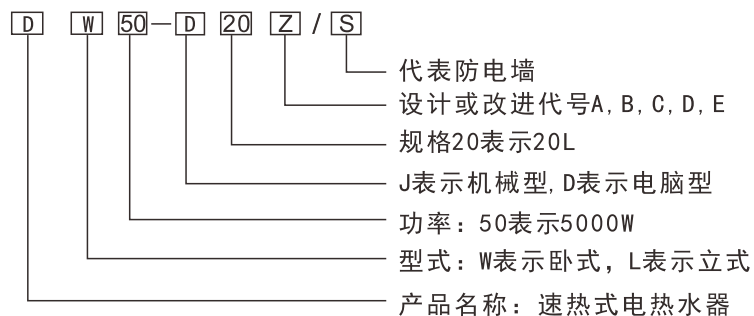 D W 50-D 20 Z / S
代表防电墙
设计或改进代号A,B,C,D,E
规格20表示20L
J表示机械型,D表示电脑型
功率：50表示5000W
型式：W表示卧式，L表示立式
产品名称：速热式电热水器